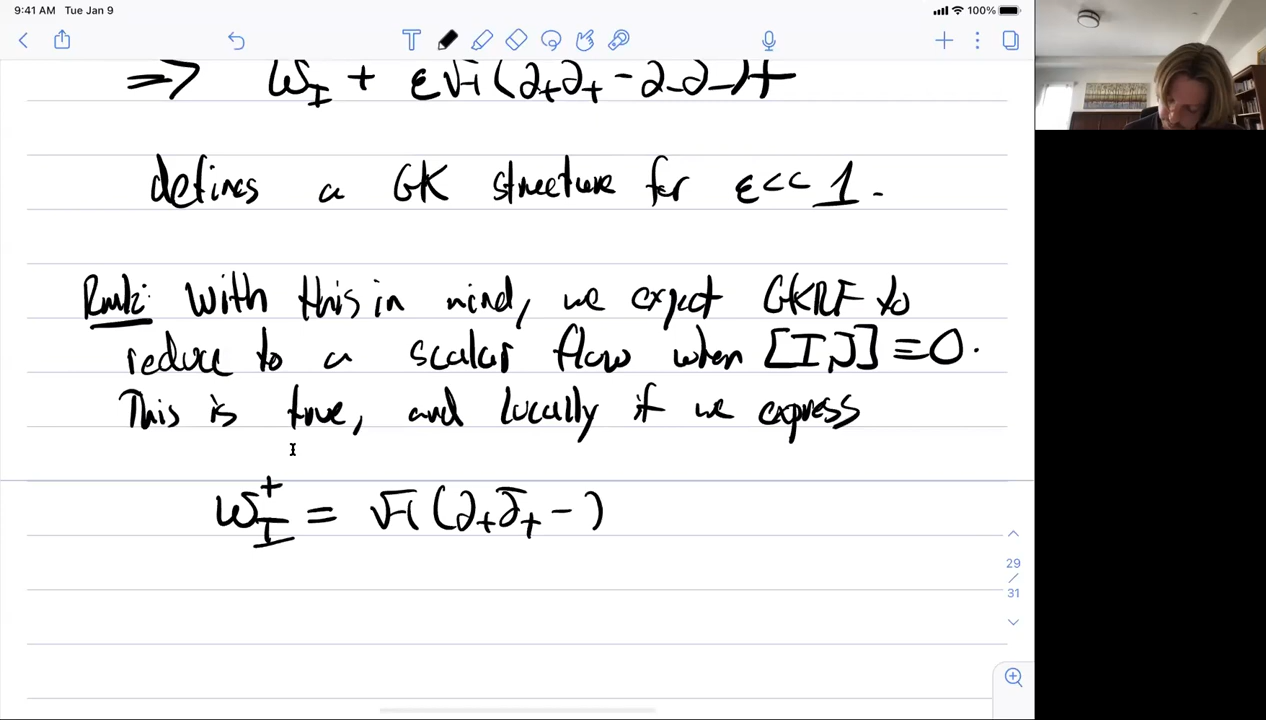 9:41 AM Tue Jan 9
100%
=> ω_I + ε√-1(∂₊∂₊ - ∂₋∂₋)f
defines a GK structure for ε<<1.
Rmk: With this in mind, we expect GKRF to
reduce to a scalar flow when [I,J] ≡ 0.
This is true, and locally if we express
ω_I^+ = √-1(∂₊∂̄₊ - )
29
/
31